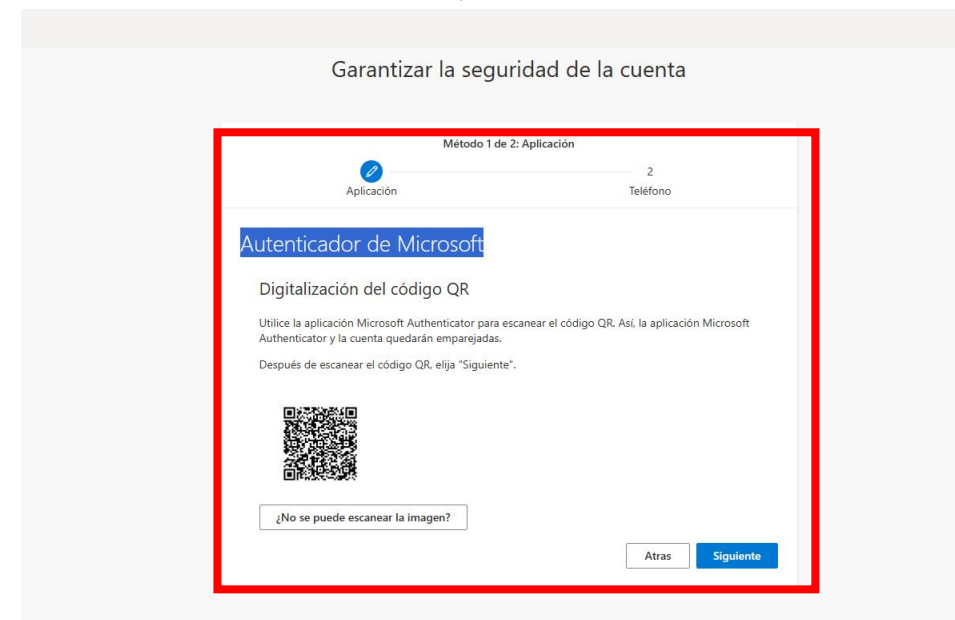 Garantizar la seguridad de la cuenta
Método 1 de 2: Aplicación
2
Aplicación
Teléfono
Autenticador de Microsoft
Digitalización del código QR
Utilice la aplicación Microsoft Authenticator para escanear el código QR. Así, la aplicación Microsoft
Authenticator y la cuenta quedarán emparejadas.
Después de escanear el código QR, elija "Siguiente".
¿No se puede escanear la imagen?
Atras
Siguiente